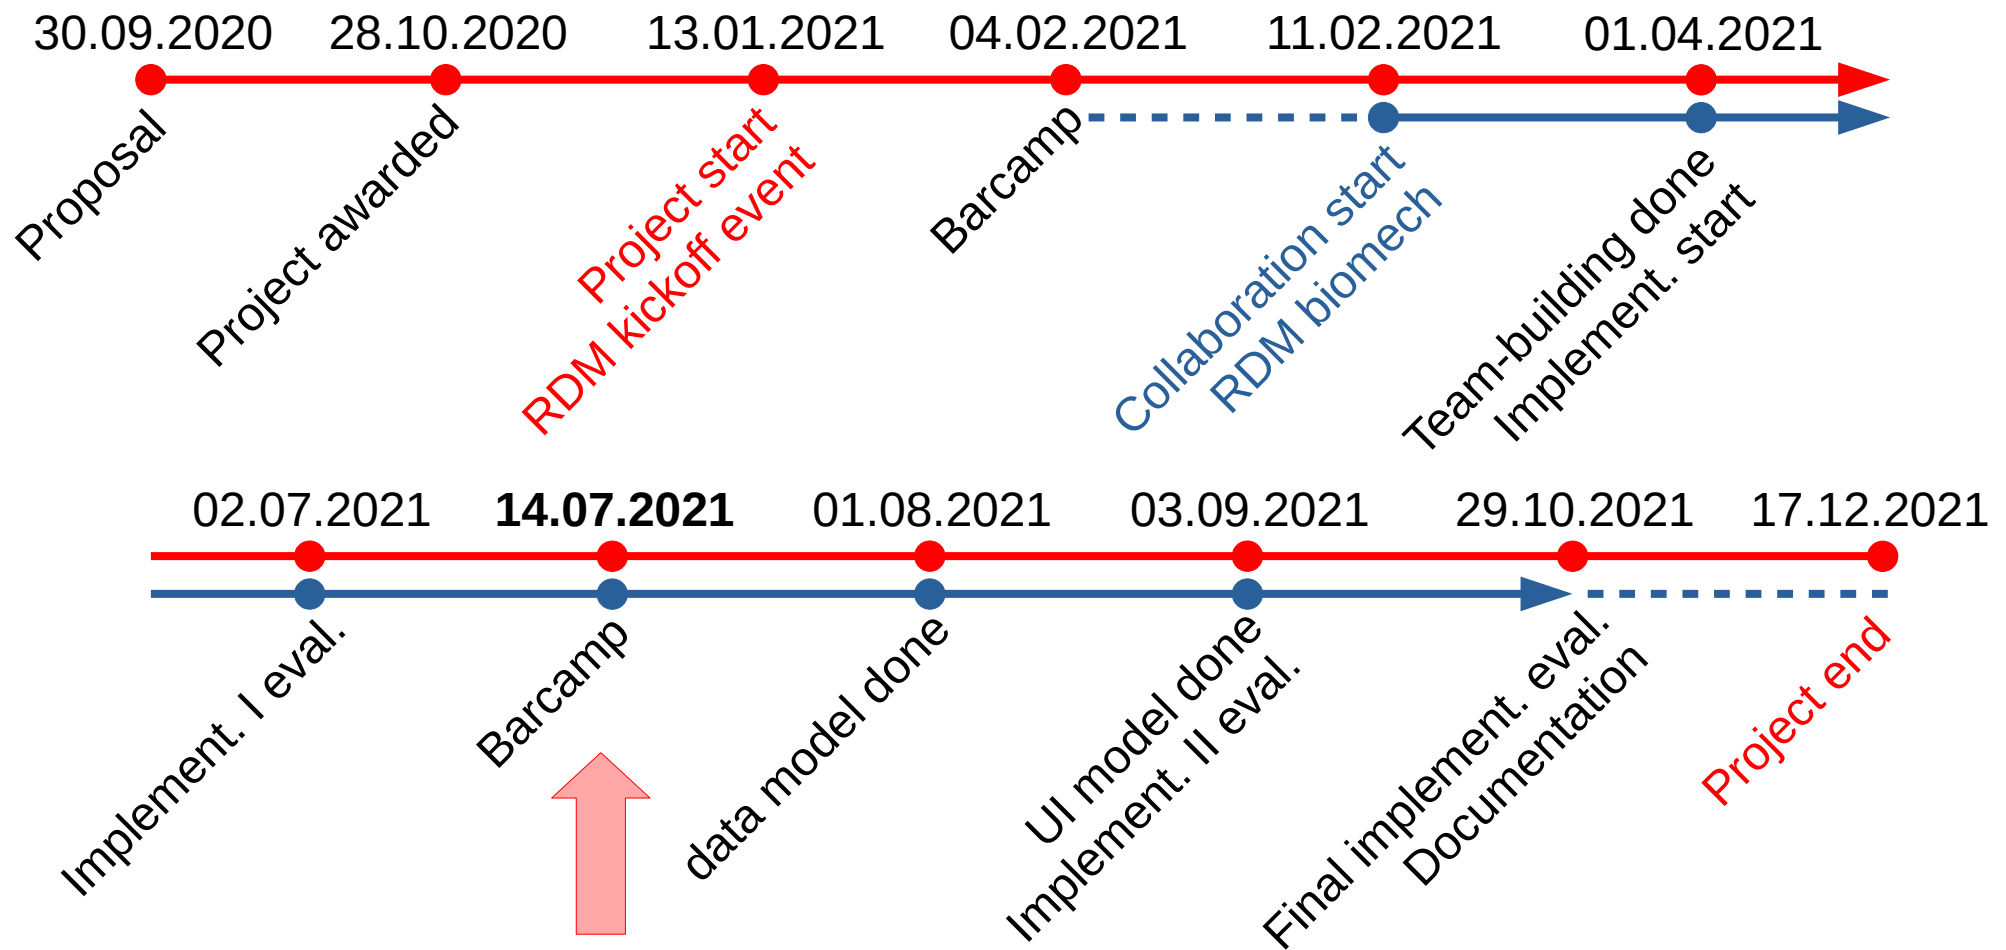 30.09.2020 28.10.2020 13.01.2021 04.02.2021 11.02.2021 01.04.2021
Proposal
Project awarded
Project start
RDM kickoff event
Barcamp
Collaboration start
RDM biomech
Team-building done
Implement. start
02.07.2021 14.07.2021 01.08.2021 03.09.2021 29.10.2021 17.12.2021
Implement. I eval.
Barcamp
data model done
UI model done
Implement. II eval.
Final implement. eval.
Documentation
Project end